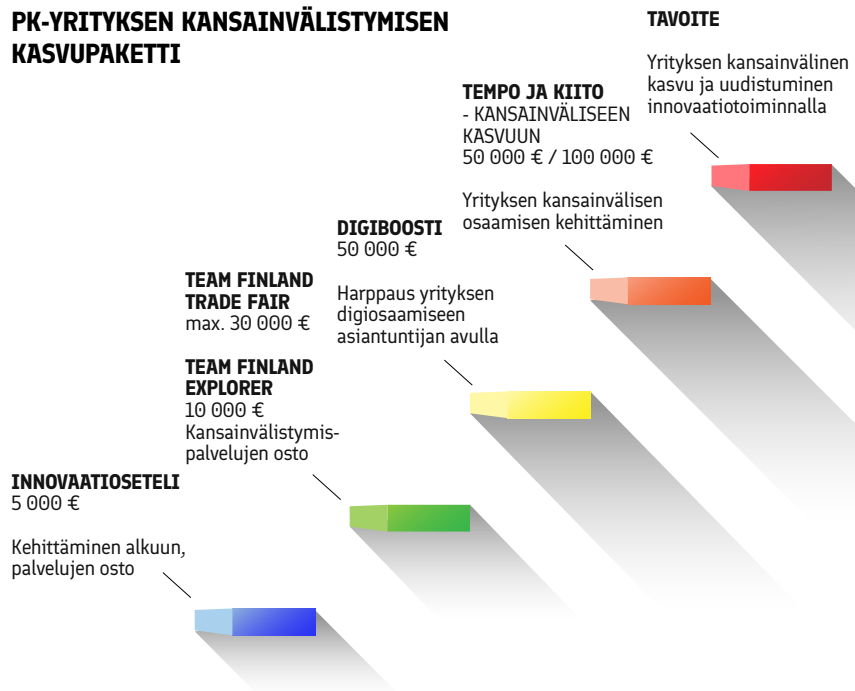 PK-YRITYKSEN KANSAINVÄLISTYMISEN
KASVUPAKETTI
INNOVAATIOSETELI
5 000 €
Kehittäminen alkuun,
palvelujen osto
TEAM FINLAND
TRADE FAIR
max. 30 000 €
TEAM FINLAND
EXPLORER
10 000 €
Kansainvälistymis-
palvelujen osto
DIGIBOOSTI
50 000 €
Harppaus yrityksen
digiosaamiseen
asiantuntijan avulla
TEMPO JA KIITO
- KANSAINVÄLISEEN
KASVUUN
50 000 € / 100 000 €
Yrityksen kansainvälisen
osaamisen kehittäminen
TAVOITE
Yrityksen kansainvälinen
kasvu ja uudistuminen
innovaatiotoiminnalla